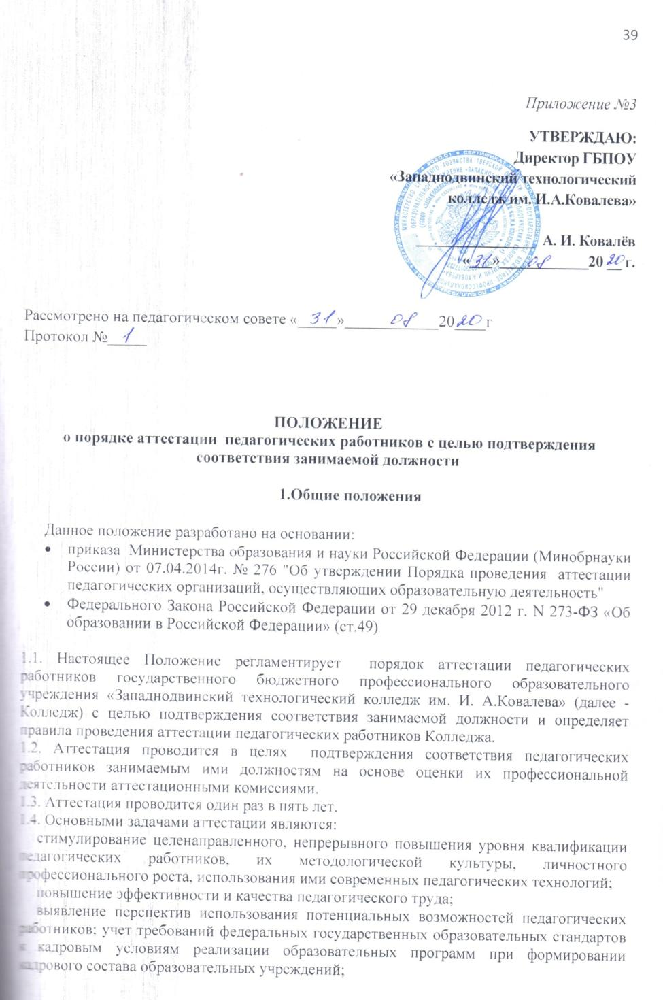 39
Приложение №3
УТВЕРЖДАЮ:
Директор ГБПОУ
«Западнодвинский технологический
колледж им. И.А.Ковалева»
А. И. Ковалёв
«31» 08 2020 г.
Рассмотрено на педагогическом совете «31» 08 2020 г
Протокол № 1
ПОЛОЖЕНИЕ
о порядке аттестации педагогических работников с целью подтверждения
соответствия занимаемой должности
1.Общие положения
Данное положение разработано на основании:
• приказа Министерства образования и науки Российской Федерации (Минобрнауки
России) от 07.04.2014г. № 276 "Об утверждении Порядка проведения аттестации
педагогических организаций, осуществляющих образовательную деятельность"
• Федерального Закона Российской Федерации от 29 декабря 2012 г. N 273-ФЗ «Об
образовании в Российской Федерации» (ст.49)
1.1. Настоящее Положение регламентирует порядок аттестации педагогических
работников государственного бюджетного профессионального образовательного
учреждения «Западнодвинский технологический колледж им. И. А.Ковалева» (далее -
Колледж) с целью подтверждения соответствия занимаемой должности и определяет
правила проведения аттестации педагогических работников Колледжа.
1.2. Аттестация проводится в целях подтверждения соответствия педагогических
работников занимаемым ими должностям на основе оценки их профессиональной
деятельности аттестационными комиссиями.
1.3. Аттестация проводится один раз в пять лет.
1.4. Основными задачами аттестации являются:
стимулирование целенаправленного, непрерывного повышения уровня квалификации
педагогических работников, их методологической культуры, личностного
профессионального роста, использования ими современных педагогических технологий;
повышение эффективности и качества педагогического труда;
выявление перспектив использования потенциальных возможностей педагогических
работников; учет требований федеральных государственных образовательных стандартов
к кадровым условиям реализации образовательных программ при формировании
кадрового состава образовательных учреждений;